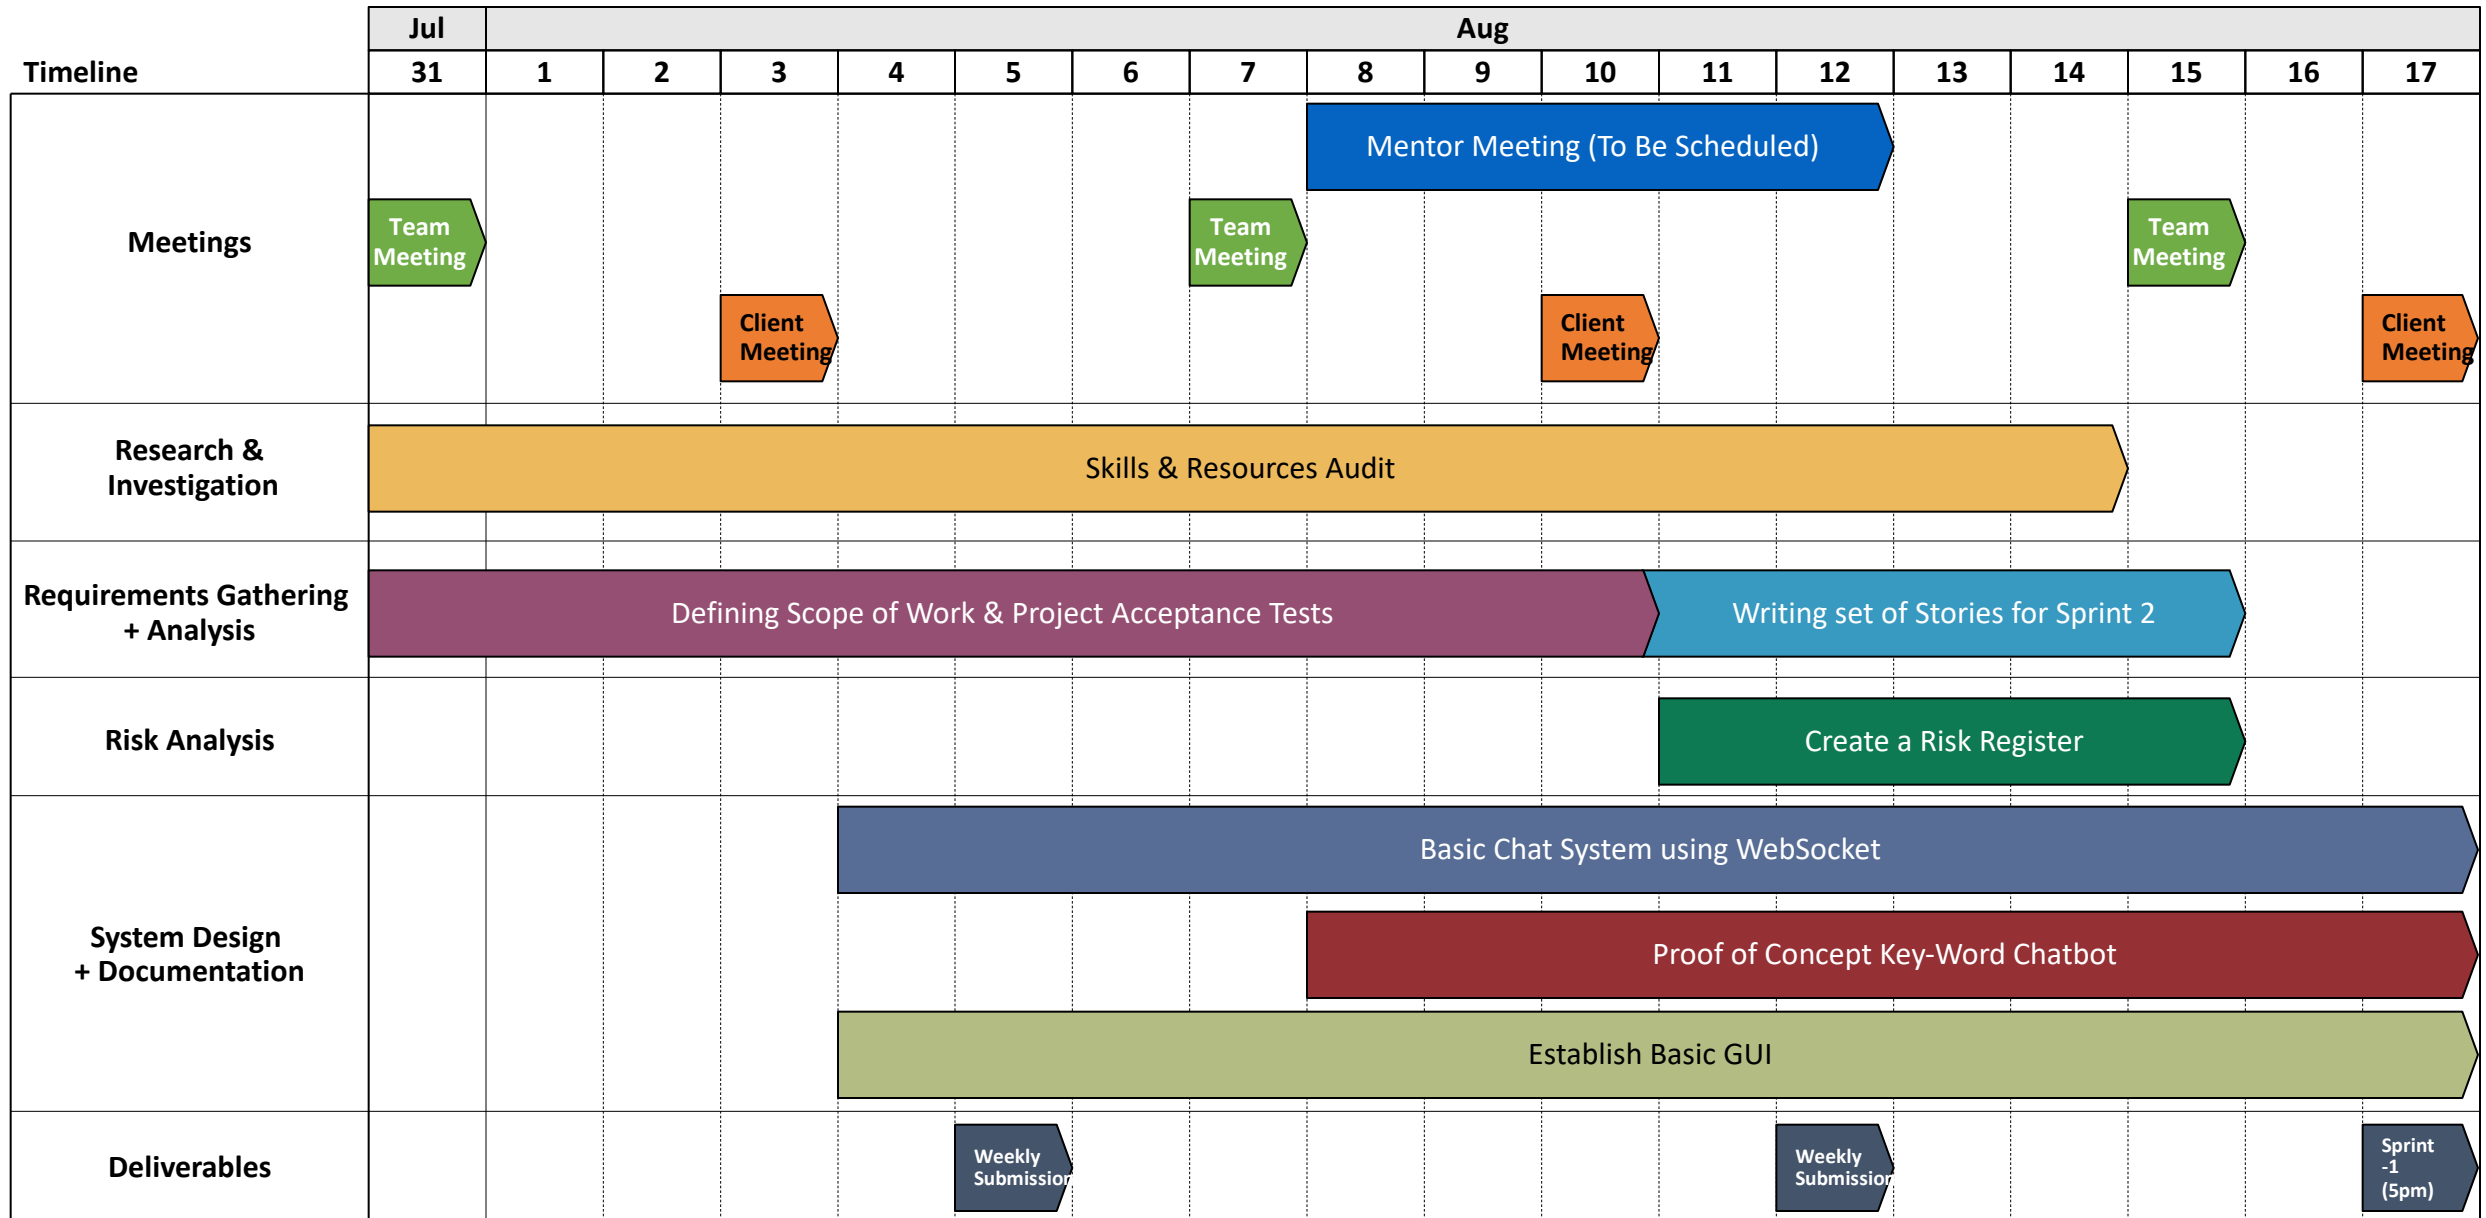 Jul
Aug
Timeline
31 1 2 3 4 5 6 7 8 9 10 11 12 13 14 15 16 17
Meetings
Mentor Meeting (To Be Scheduled)
Team
Meeting
Team
Meeting
Team
Meeting
Client
Meeting
Client
Meeting
Client
Meeting
Research &
Investigation
Skills & Resources Audit
Requirements Gathering
+ Analysis
Defining Scope of Work & Project Acceptance Tests
Writing set of Stories for Sprint 2
Risk Analysis
Create a Risk Register
System Design
+ Documentation
Basic Chat System using WebSocket
Proof of Concept Key-Word Chatbot
Establish Basic GUI
Deliverables
Weekly
Submission
Weekly
Submission
Sprint
-1
(5pm)